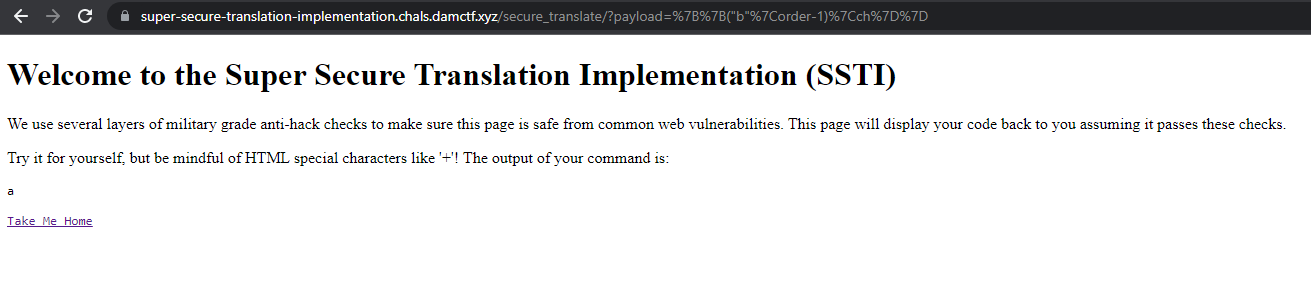 super-secure-translation-implementation.chals.damctf.xyz/secure_translate/?payload=%7B%7B("b"%7Corder-1)%7Cch%7D%7D
Welcome to the Super Secure Translation Implementation (SSTI)
We use several layers of military grade anti-hack checks to make sure this page is safe from common web vulnerabilities. This page will display your code back to you assuming it passes these checks.
Try it for yourself, but be mindful of HTML special characters like '+'! The output of your command is:
a
Take Me Home